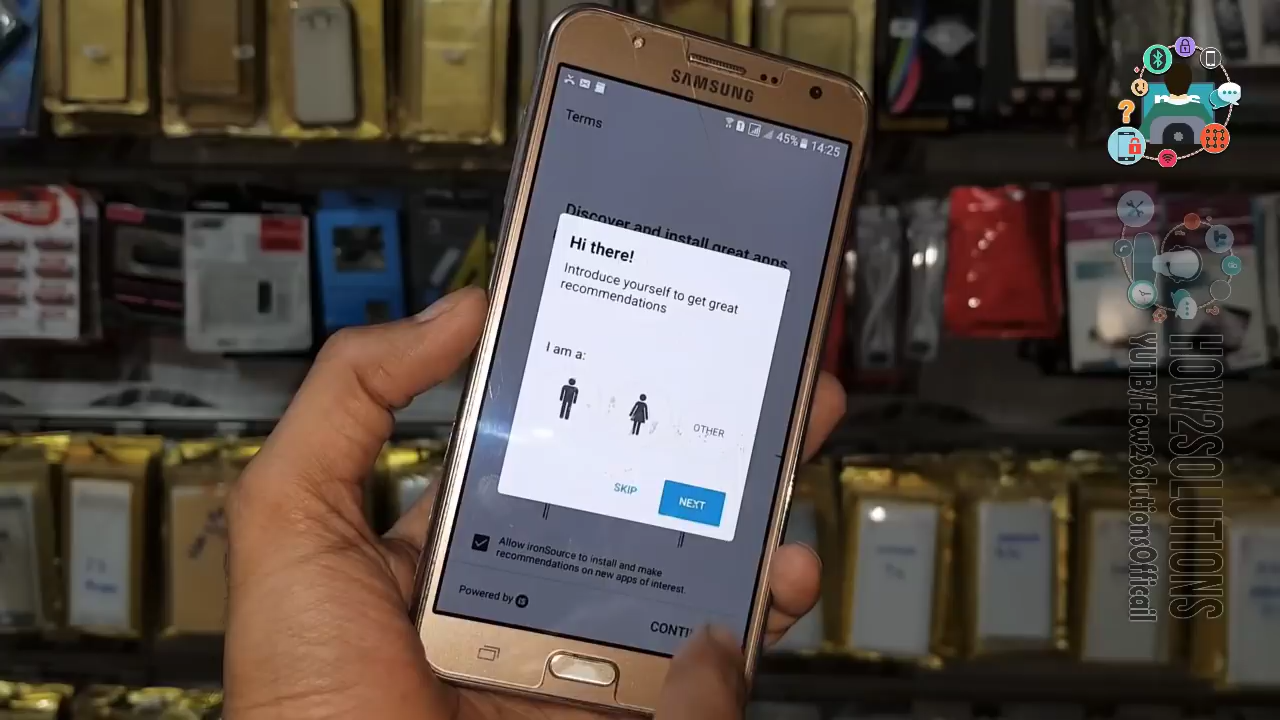 SAMSUNG
45% 14:25
Terms
Discover and install great apps
Hi there!
Introduce yourself to get great
recommendations
I am a:
OTHER
SKIP
NEXT
Allow ironSource to install and make
recommendations on new apps of interest.
Powered by iS
CONTI
HOW2SOLUTIONS
YUTB/How2SolutionsOfficail